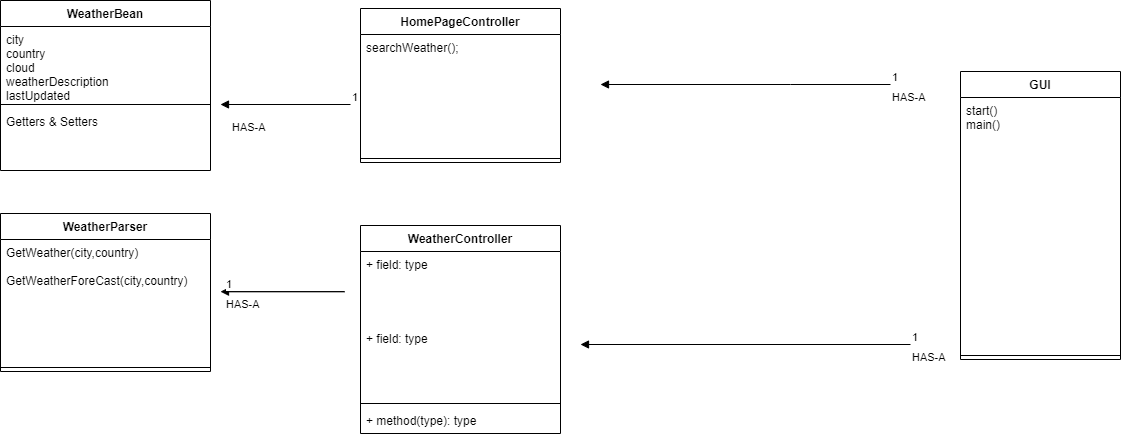 WeatherBean
city
country
cloud
weatherDescription
lastUpdated
Getters & Setters
HomePageController
searchWeather();
1
HAS-A
1
HAS-A
GUI
start()
main()
WeatherParser
GetWeather(city,country)
GetWeatherForeCast(city,country)
1
HAS-A
WeatherController
+ field: type
+ field: type
+ method(type): type
1
HAS-A